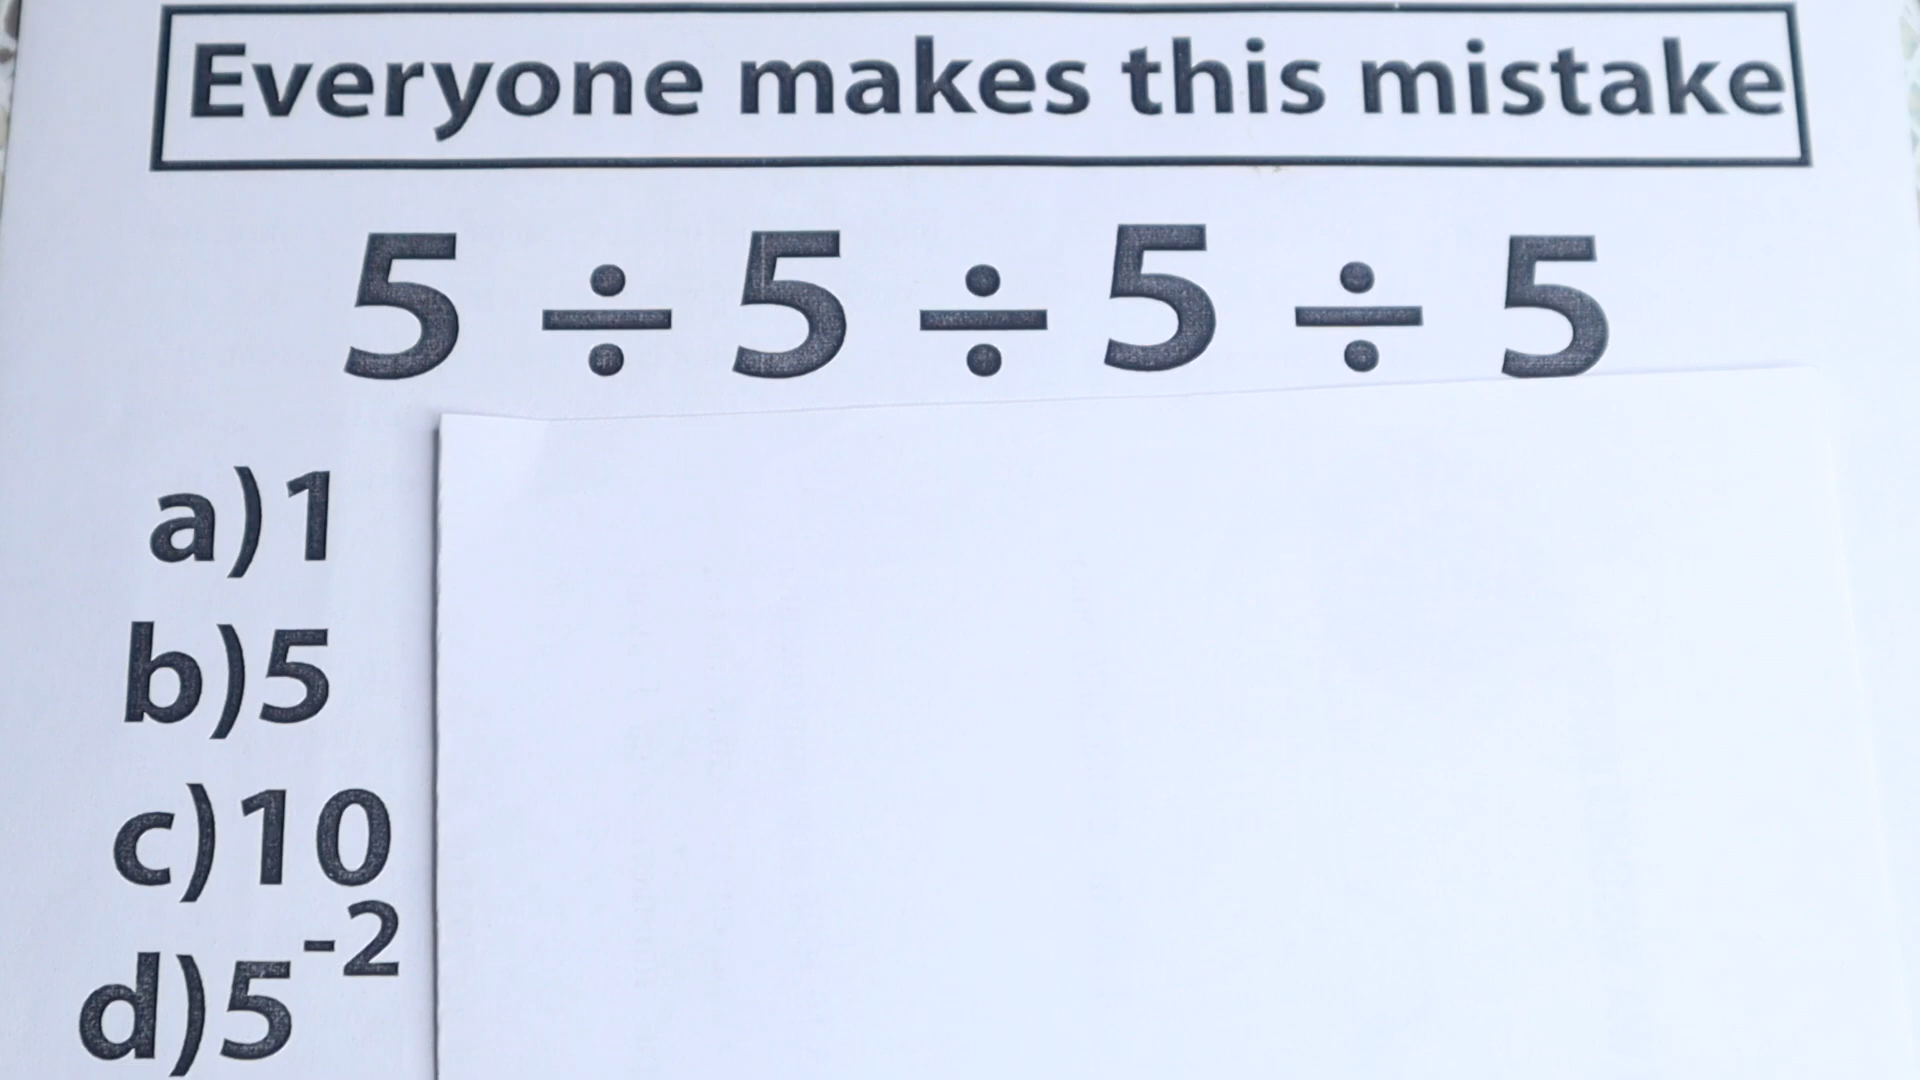 Everyone makes this mistake
5 ÷ 5 ÷ 5 ÷ 5
a)1
b)5
c)10
d)5⁻²